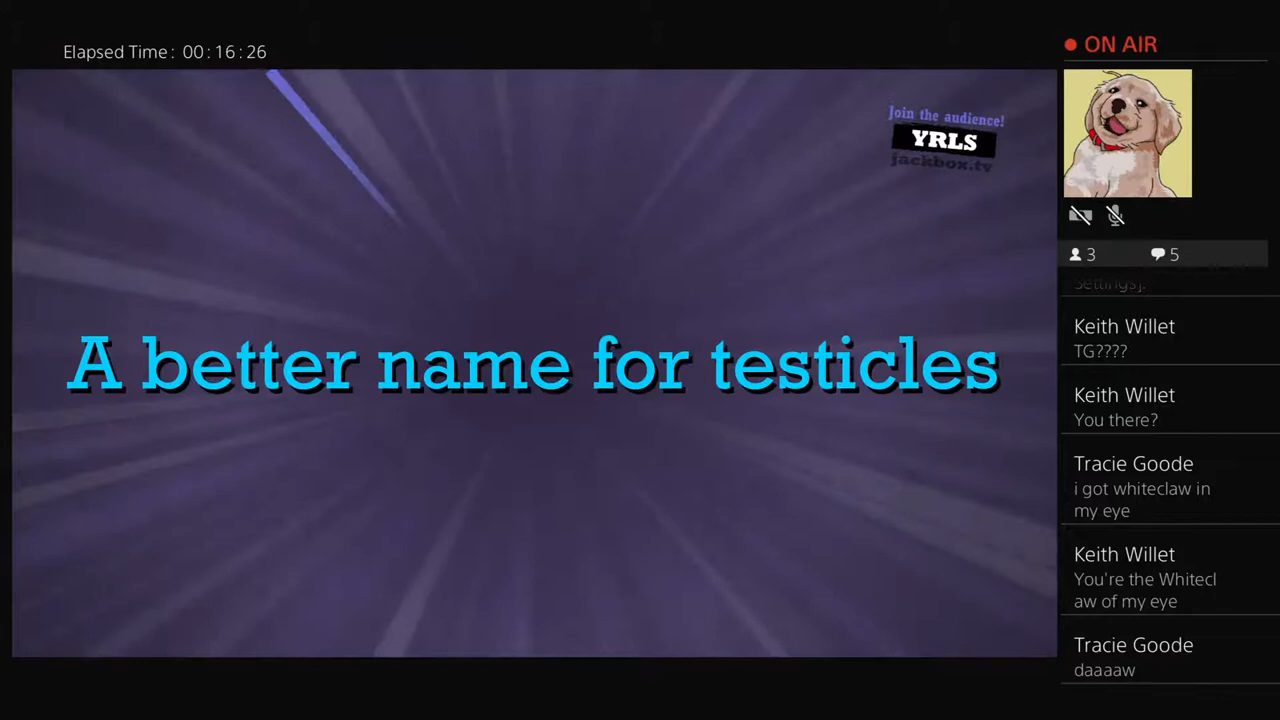 Elapsed Time: 00:16:26
ON AIR
Join the audience!
YRLS
jackbox.tv
A better name for testicles
3
5
Settings].
Keith Willet
TG????
Keith Willet
You there?
Tracie Goode
i got whiteclaw in
my eye
Keith Willet
You're the Whitecl
aw of my eye
Tracie Goode
daaaaw